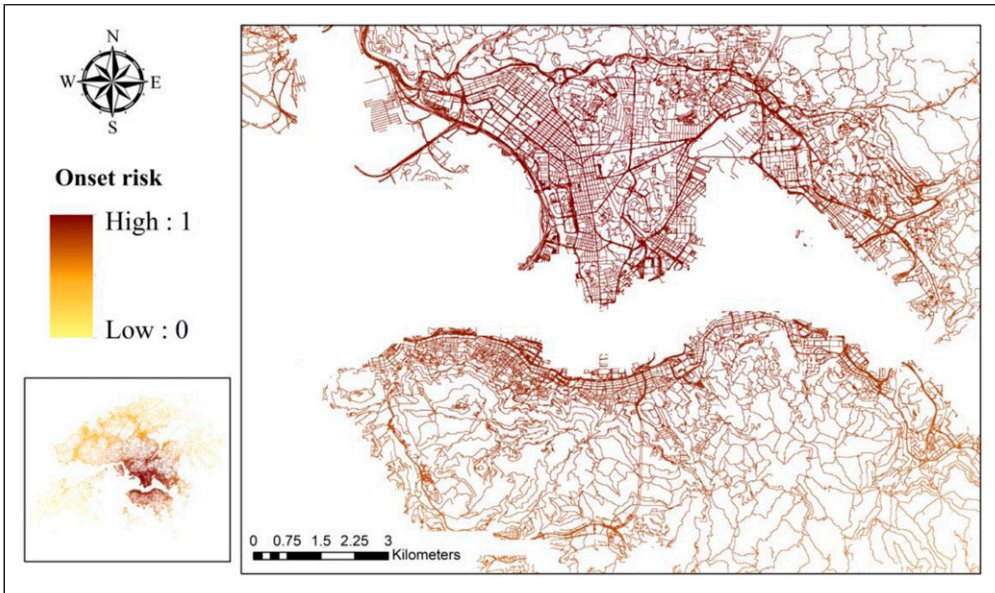 N
W E
S
Onset risk
High : 1
Low : 0
0 0.75 1.5 2.25 3
Kilometers